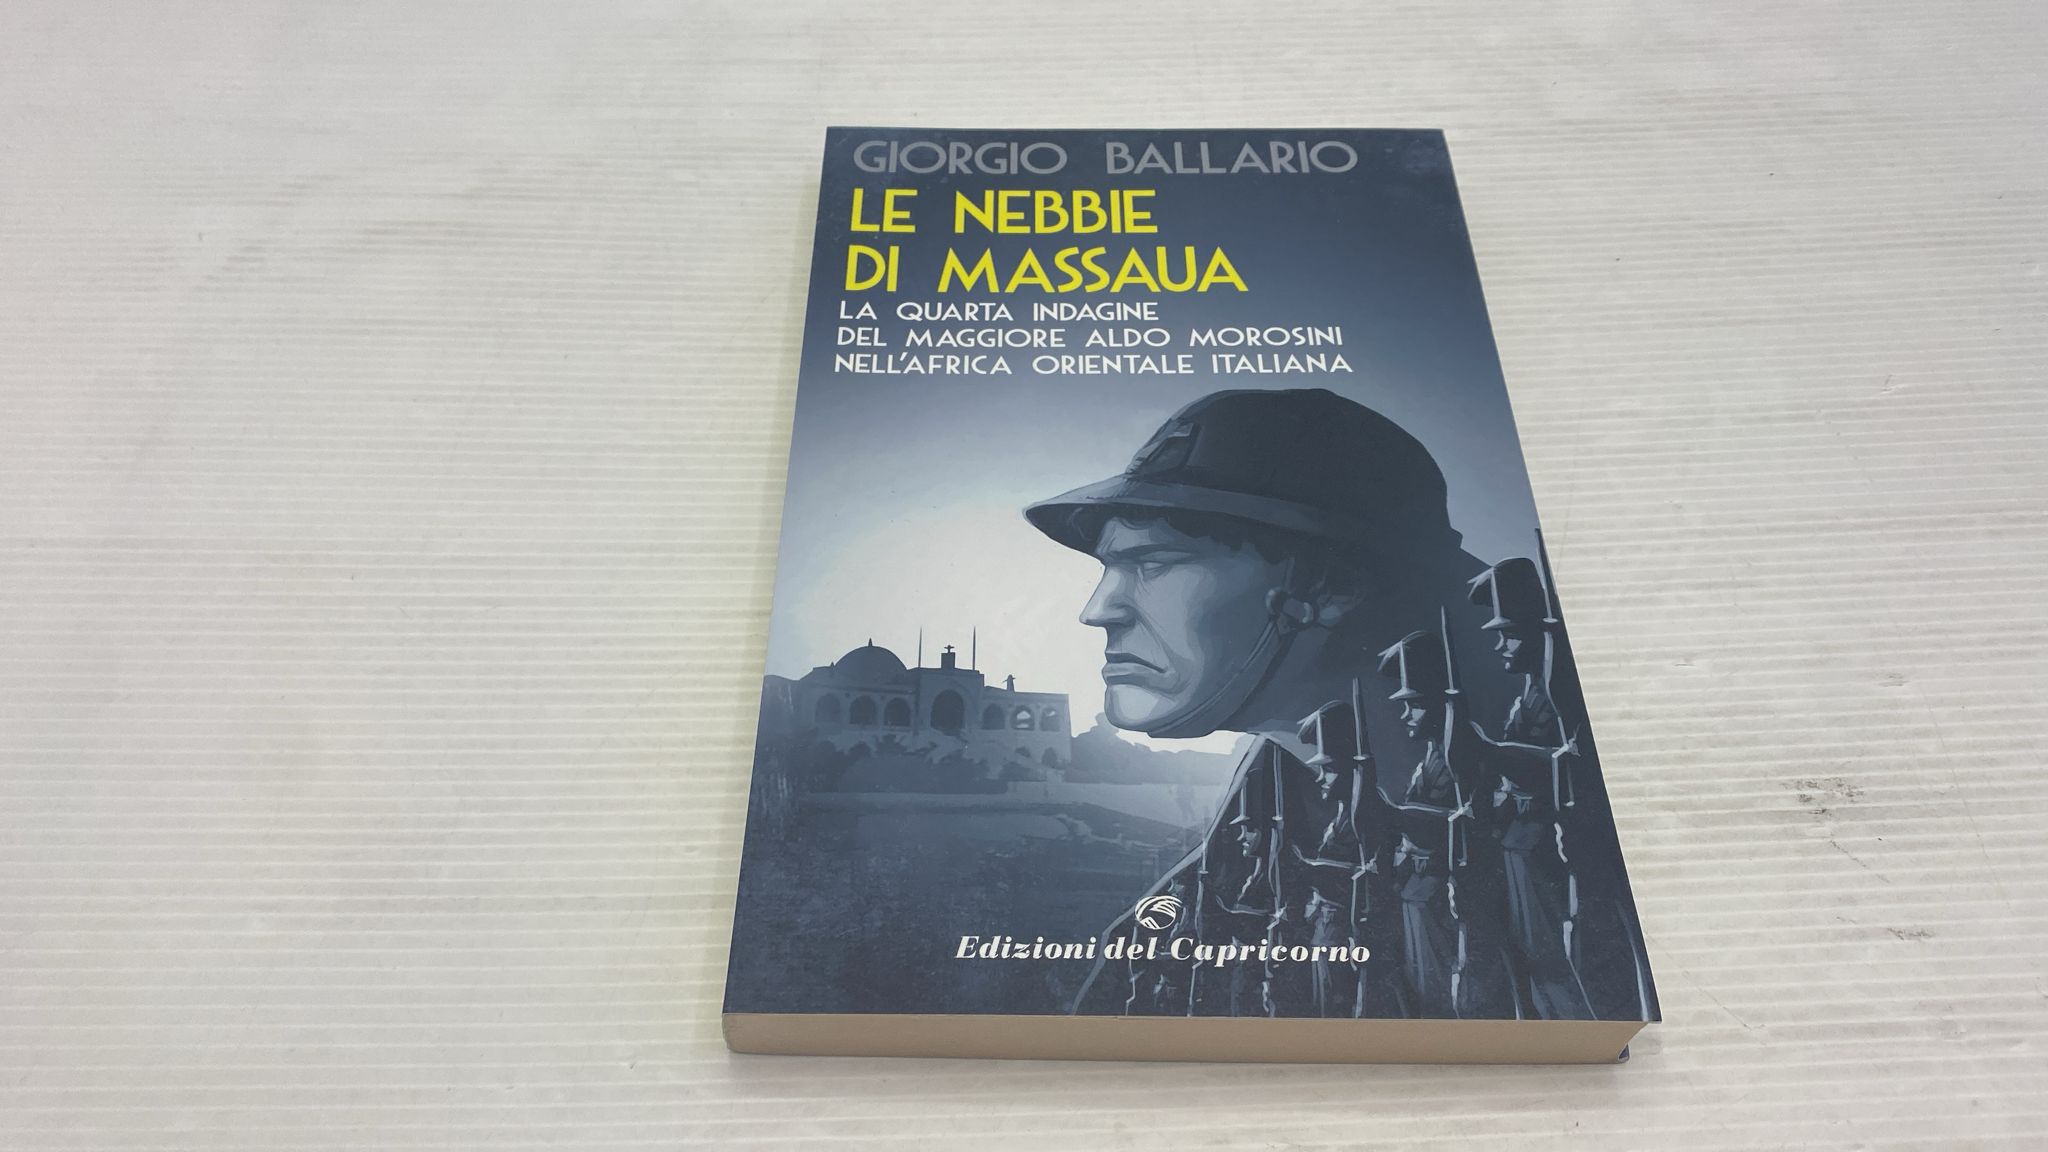 GIORGIO BALLARIO
LE NEBBIE
DI MASSAUA
LA QUARTA INDAGINE
DEL MAGGIORE ALDO MOROSINI
NELL'AFRICA ORIENTALE ITALIANA
Edizioni del Capricorno